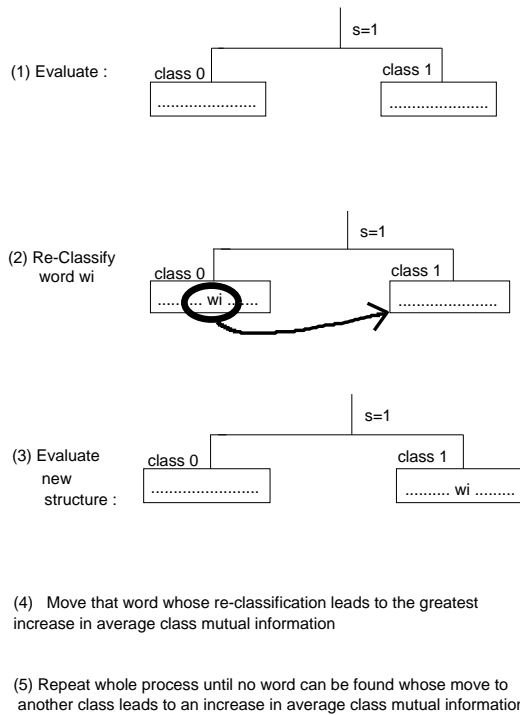 s=1
(1) Evaluate :
class 0
class 1
......................
......................
s=1
(2) Re-Classify
word wi
class 0
class 1
.......... wi .......
......................
s=1
(3) Evaluate
new
structure :
class 0
class 1
........................
.......... wi .........
(4) Move that word whose re-classification leads to the greatest
increase in average class mutual information
(5) Repeat whole process until no word can be found whose move to
another class leads to an increase in average class mutual information